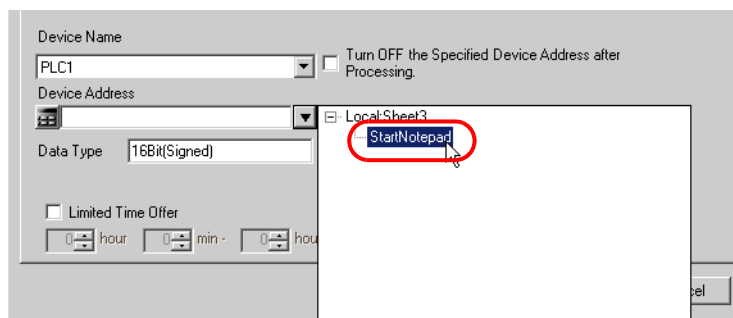 Device Name
PLC1
Turn OFF the Specified Device Address after
Processing.
Device Address
Local:Sheet3
StartNotepad
Data Type 16Bit(Signed)
Limited Time Offer
0 hour 0 min - 0 hou
cel